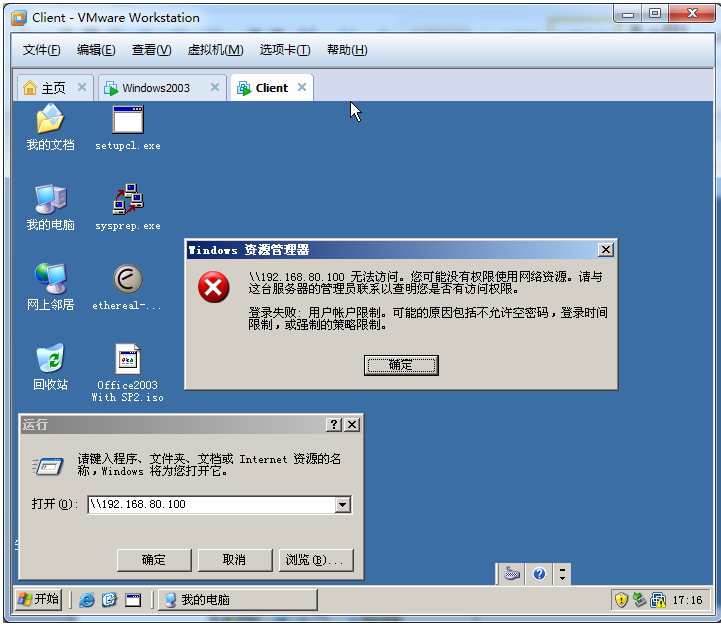 Client - VMware Workstation
文件(F) 编辑(E) 查看(V) 虚拟机(M) 选项卡(T) 帮助(H)
主页 Windows2003 Client
我的文档 setupcl.exe
我的电脑 sysprep.exe
网上邻居 ethereal-...
回收站 Office2003
With SP2.iso
Windows 资源管理器
\\192.168.80.100 无法访问。您可能没有权限使用网络资源。请与
这台服务器的管理员联系以查明您是否有访问权限。
登录失败: 用户帐户限制。可能的原因包括不允许空密码，登录时间
限制，或强制的策略限制。
确定
运行
请键入程序、文件夹、文档或 Internet 资源的名
称，Windows 将为您打开它。
打开(O): \\192.168.80.100
确定 取消 浏览(B)...
开始 我的电脑 17:16